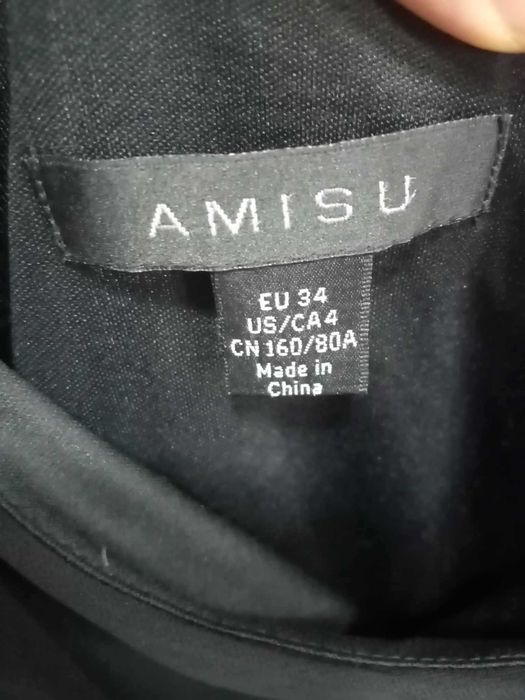 AMISU
EU 34
US/CA4
CN 160/80A
Made in
China